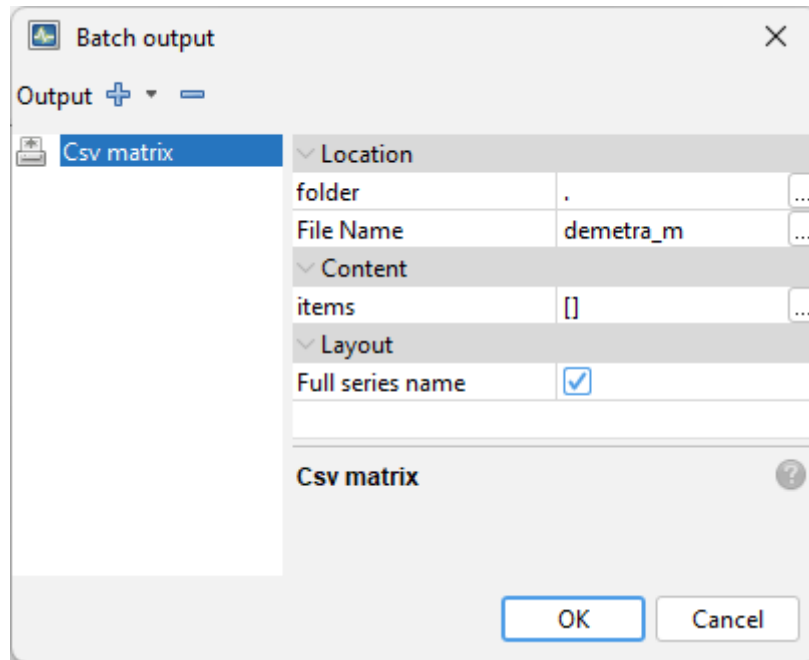 Batch output
Output
Csv matrix
Location
folder .
...
File Name demetra_m
...
Content
items []
...
Layout
Full series name
Csv matrix
?
OK Cancel